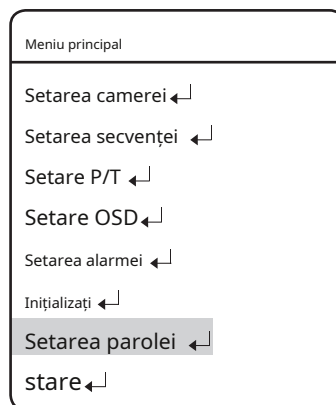 Meniu principal
Setarea camerei
Setarea secvenței
Setare P/T
Setare OSD
Setarea alarmei
Inițializați
Setarea parolei
stare